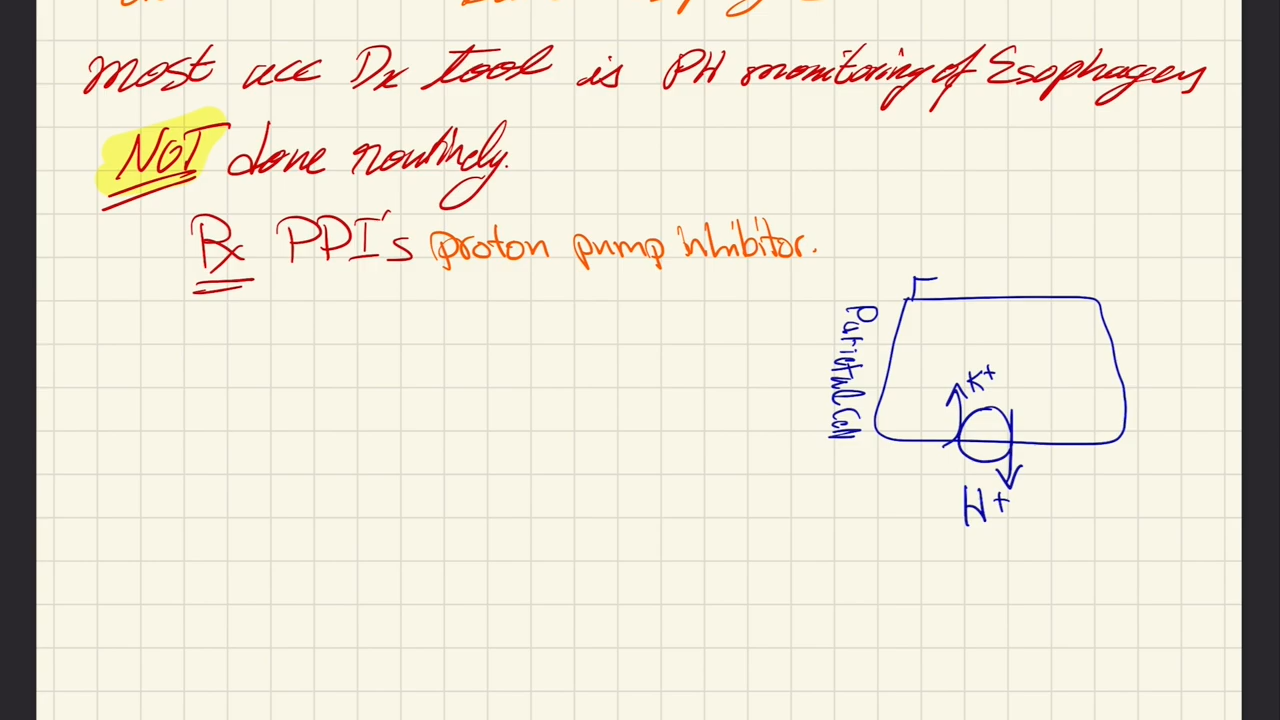 most acc Dx tool is PH monitoring of Esophagus
NOT done routinely.
Rx PPI's proton pump inhibitor.
Parietal Cell
K+
H+